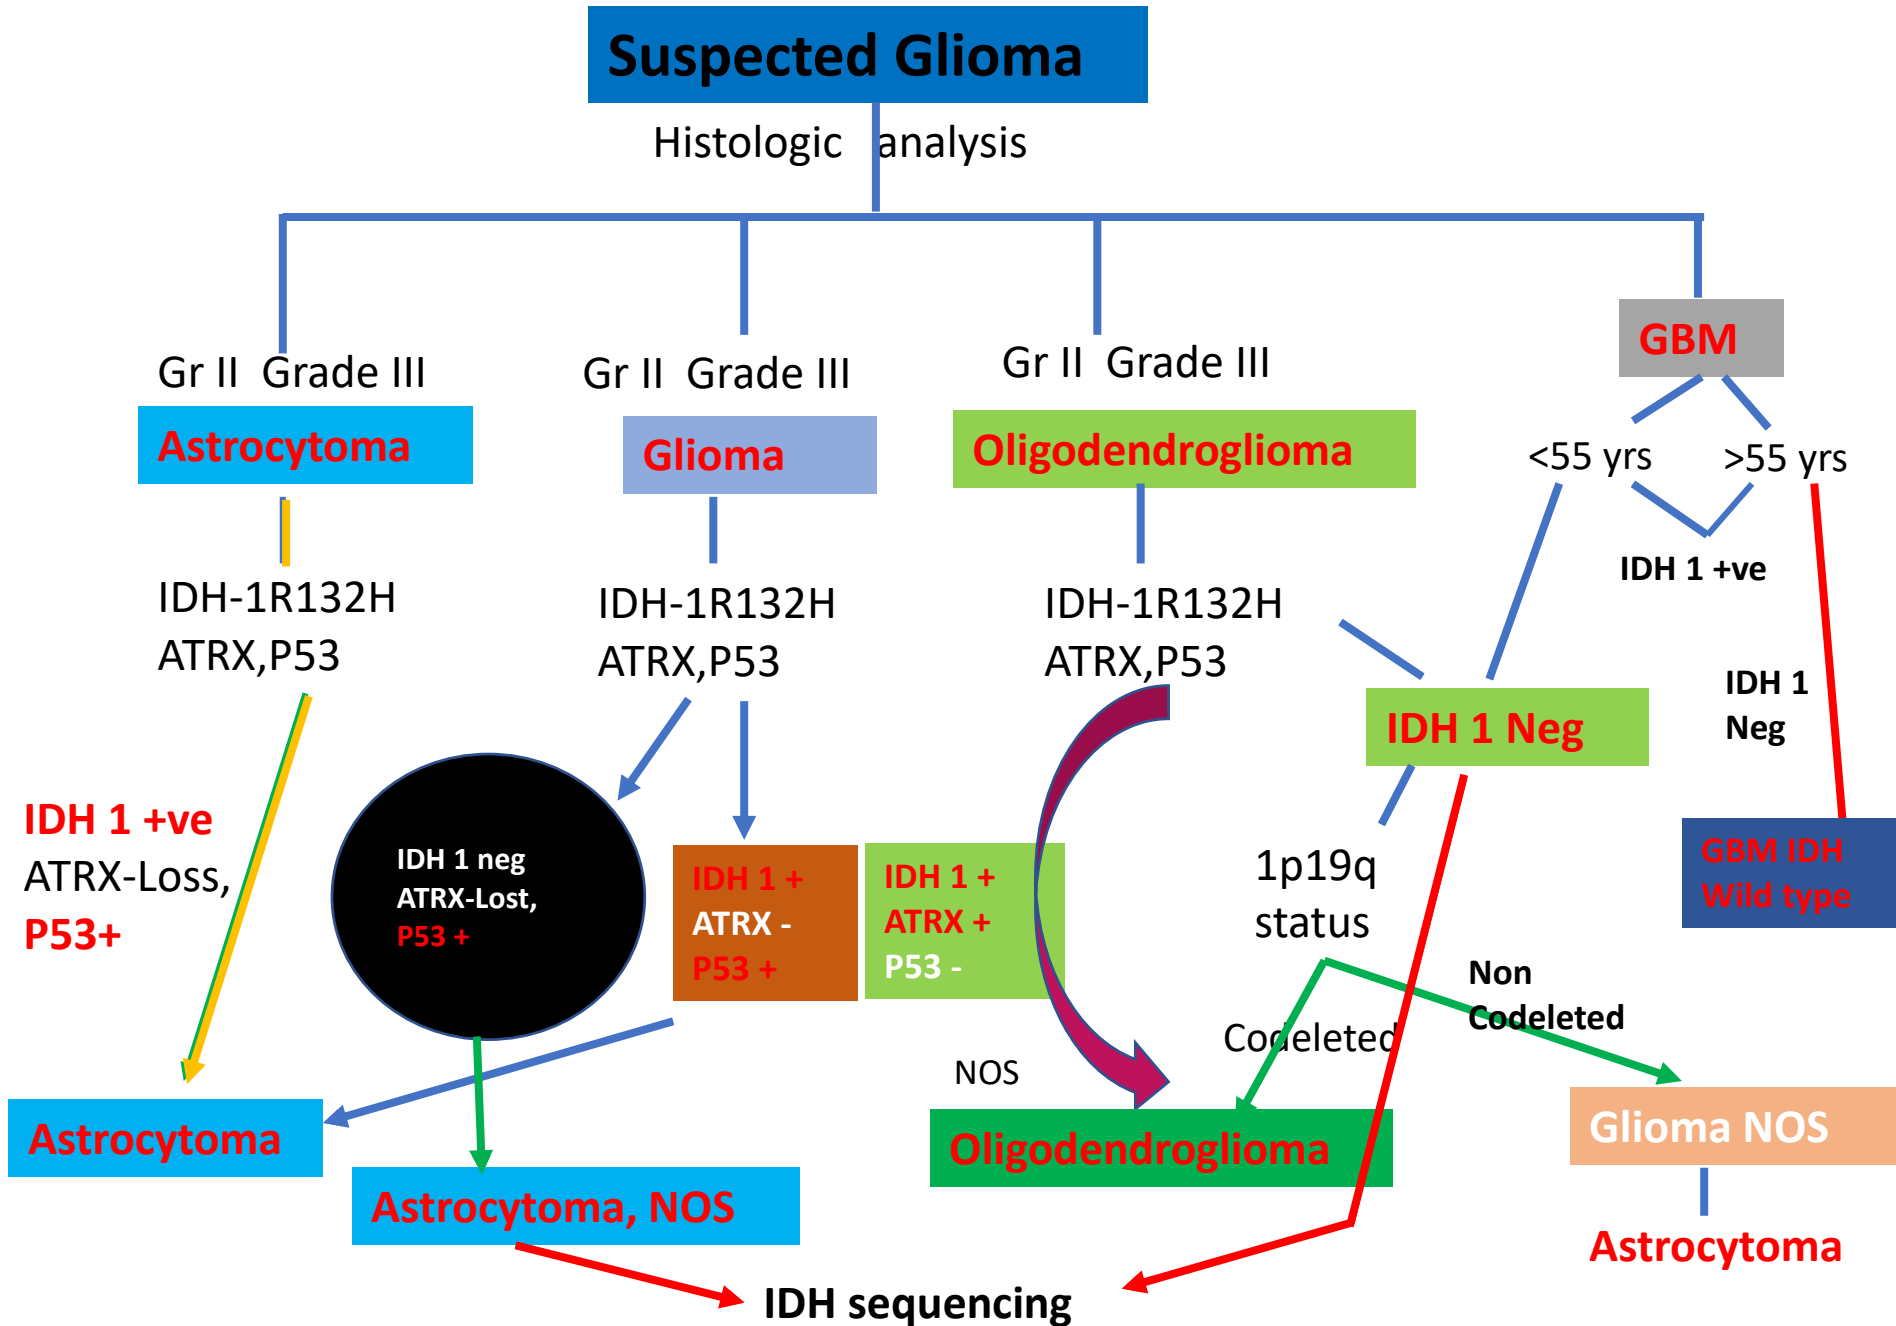 Suspected Glioma
Histologic analysis
Gr II Grade III
Astrocytoma
IDH-1R132H
ATRX,P53
IDH 1 +ve
ATRX-Loss,
P53+
Astrocytoma
Gr II Grade III
Glioma
IDH-1R132H
ATRX,P53
IDH 1 neg
ATRX-Lost,
P53 +
IDH 1 +
ATRX -
P53 +
Astrocytoma, NOS
Gr II Grade III
Oligodendroglioma
IDH-1R132H
ATRX,P53
IDH 1 +
ATRX +
P53 -
NOS
Oligodendroglioma
GBM
<55 yrs
>55 yrs
IDH 1 +ve
IDH 1 Neg
IDH 1
Neg
GBM IDH
Wild type
1p19q
status
Codeleted
Non
Codeleted
Glioma NOS
Astrocytoma
IDH sequencing